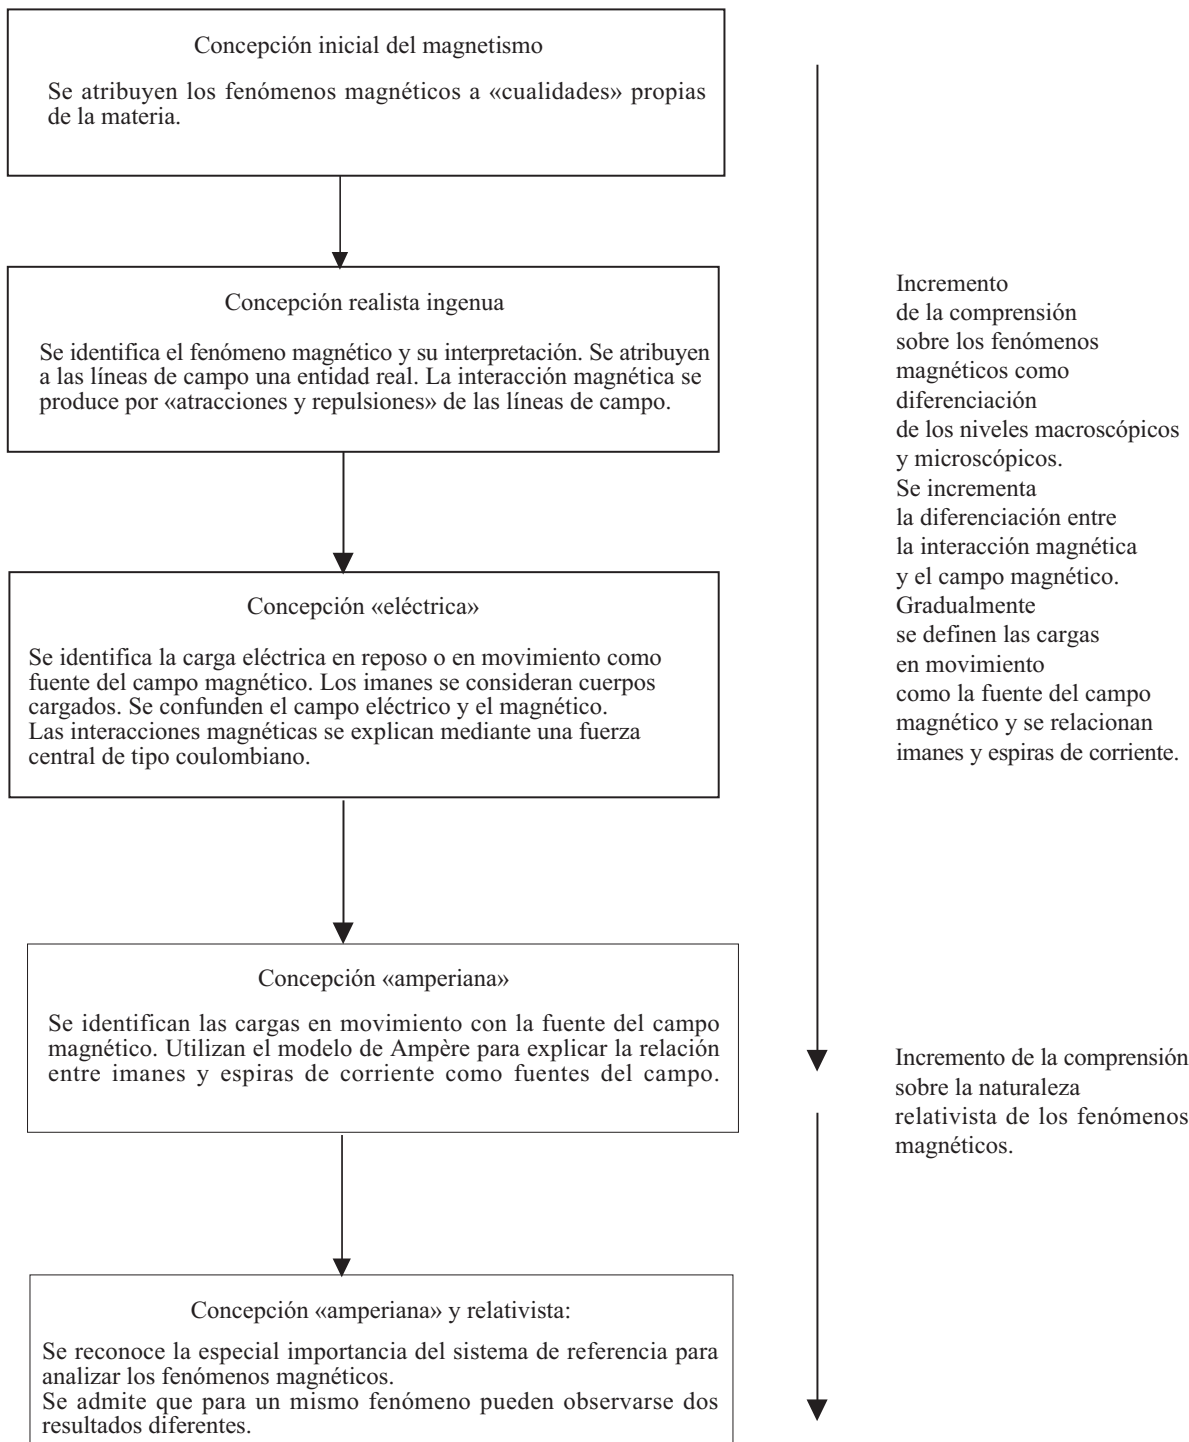 Concepción inicial del magnetismo
Se atribuyen los fenómenos magnéticos a «cualidades» propias
de la materia.
Concepción realista ingenua
Se identifica el fenómeno magnético y su interpretación. Se atribuyen
a las líneas de campo una entidad real. La interacción magnética se
produce por «atracciones y repulsiones» de las líneas de campo.
Concepción «eléctrica»
Se identifica la carga eléctrica en reposo o en movimiento como
fuente del campo magnético. Los imanes se consideran cuerpos
cargados. Se confunden el campo eléctrico y el magnético.
Las interacciones magnéticas se explican mediante una fuerza
central de tipo coulombiano.
Concepción «amperiana»
Se identifican las cargas en movimiento con la fuente del campo
magnético. Utilizan el modelo de Ampère para explicar la relación
entre imanes y espiras de corriente como fuentes del campo.
Concepción «amperiana» y relativista:
Se reconoce la especial importancia del sistema de referencia para
analizar los fenómenos magnéticos.
Se admite que para un mismo fenómeno pueden observarse dos
resultados diferentes.
Incremento
de la comprensión
sobre los fenómenos
magnéticos como
diferenciación
de los niveles macroscópicos
y microscópicos.
Se incrementa
la diferenciación entre
la interacción magnética
y el campo magnético.
Gradualmente
se definen las cargas
en movimiento
como la fuente del campo
magnético y se relacionan
imanes y espiras de corriente.
Incremento de la comprensión
sobre la naturaleza
relativista de los fenómenos
magnéticos.